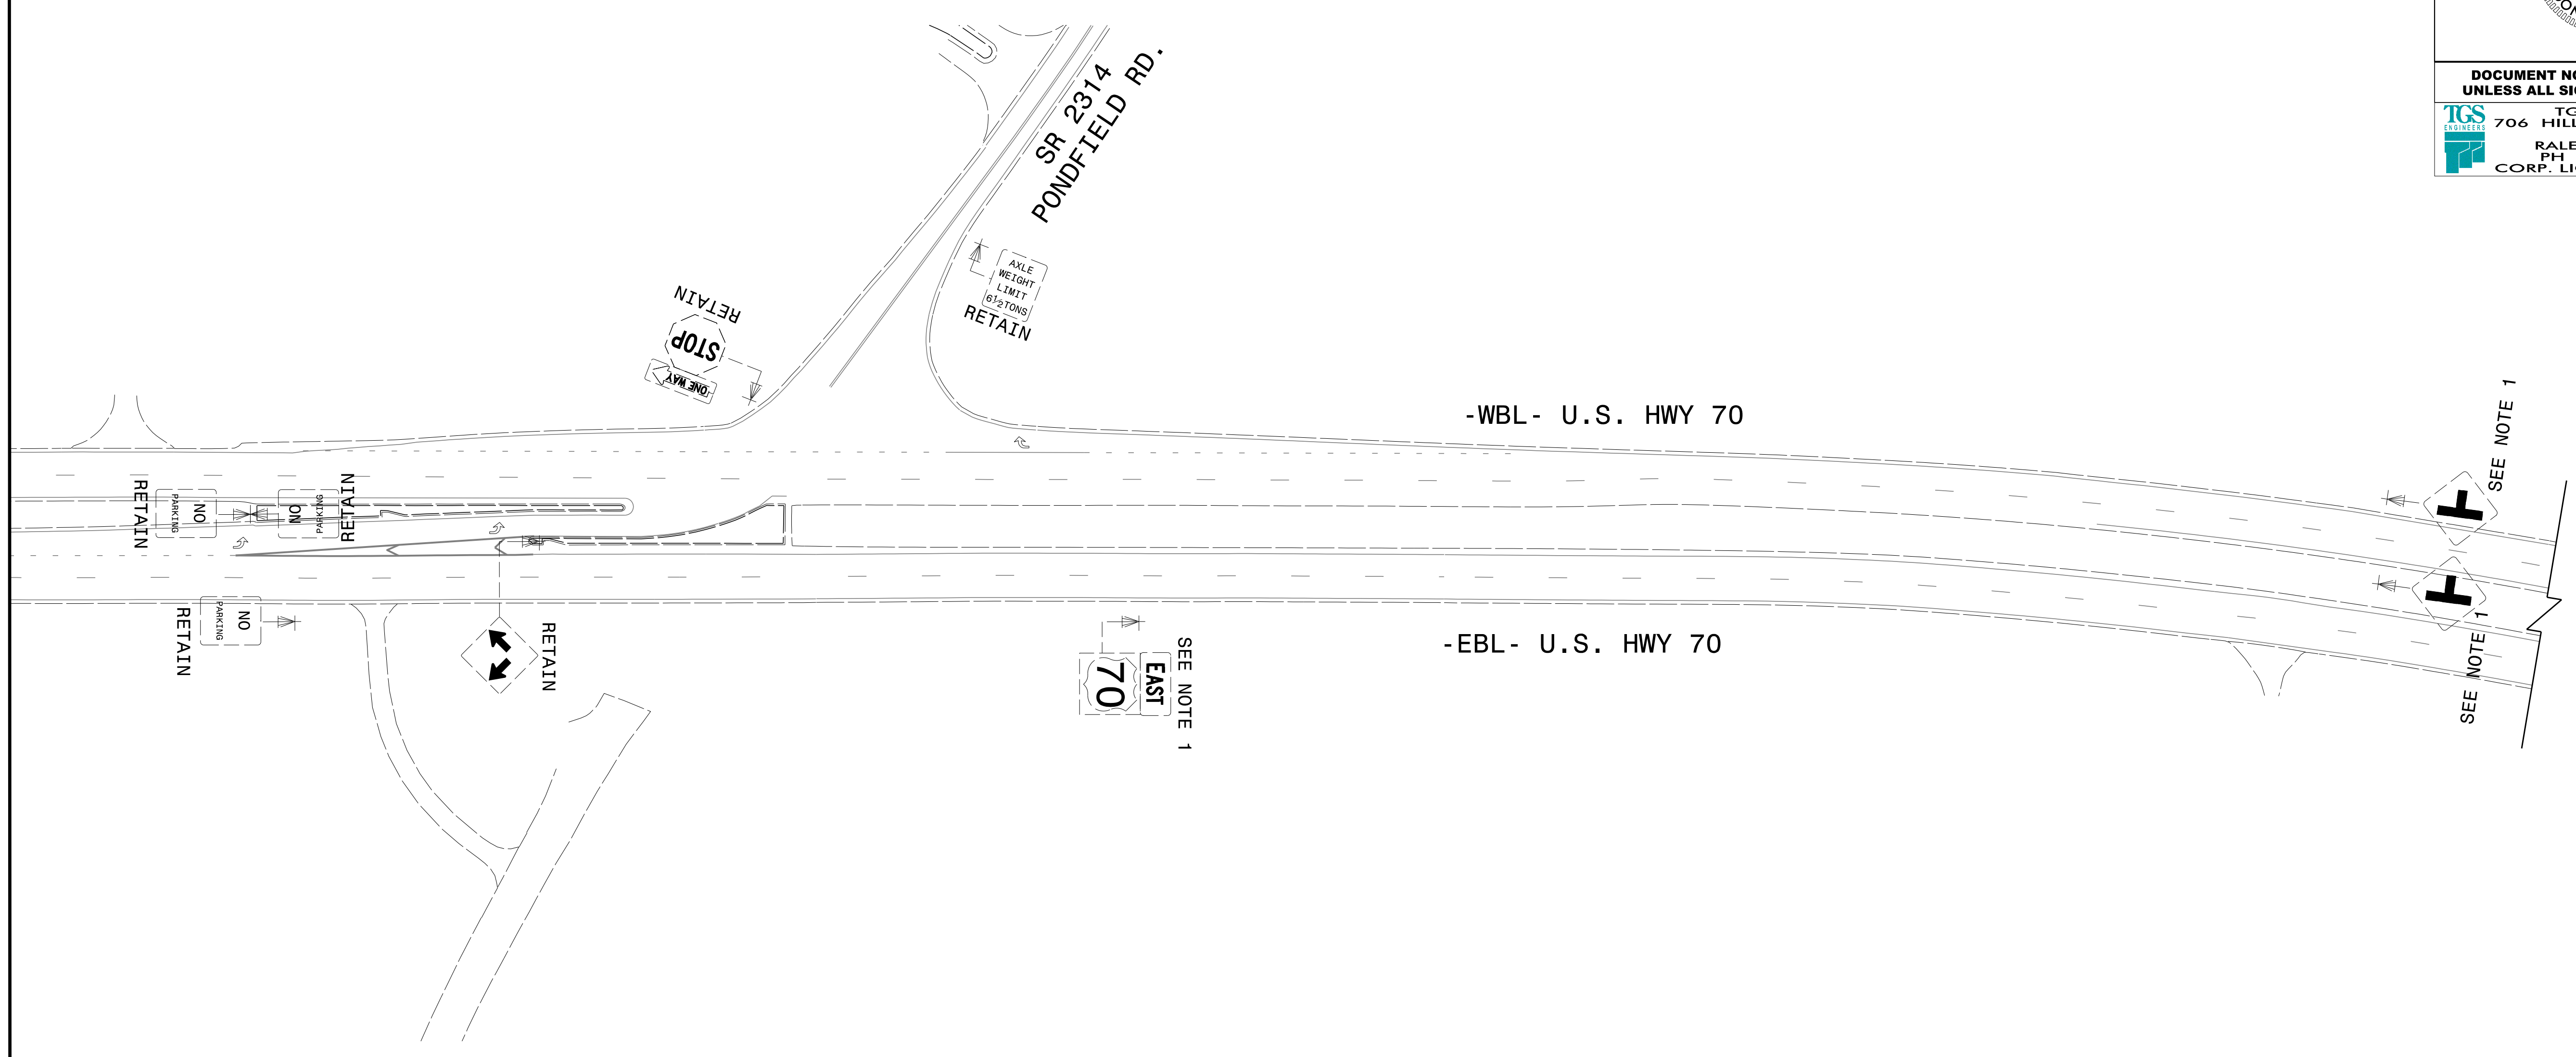 DOCUMENT NO
UNLESS ALL SI
TGS
ENGINEERS
TG
706 HILL
RALE
PH
CORP. LI
SR 2314
PONDFIELD RD.
AXLE
WEIGHT
LIMIT
6½TONS
RETAIN
RETAIN
STOP
ONE WAY
-WBL- U.S. HWY 70
SEE NOTE 1
RETAIN
NO
PARKING
NO
PARKING
RETAIN
NO
PARKING
RETAIN
RETAIN
EAST
70
SEE NOTE 1
-EBL- U.S. HWY 70
SEE NOTE 1